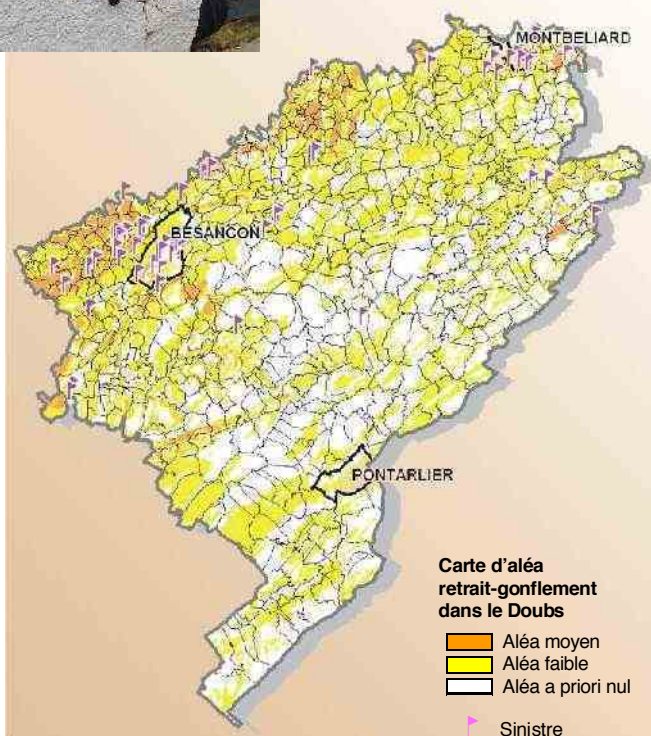 MONTBELIARD
BESANCON
PONTARLIER
Carte d'aléa
retrait-gonflement
dans le Doubs
Aléa moyen
Aléa faible
Aléa a priori nul
Sinistre